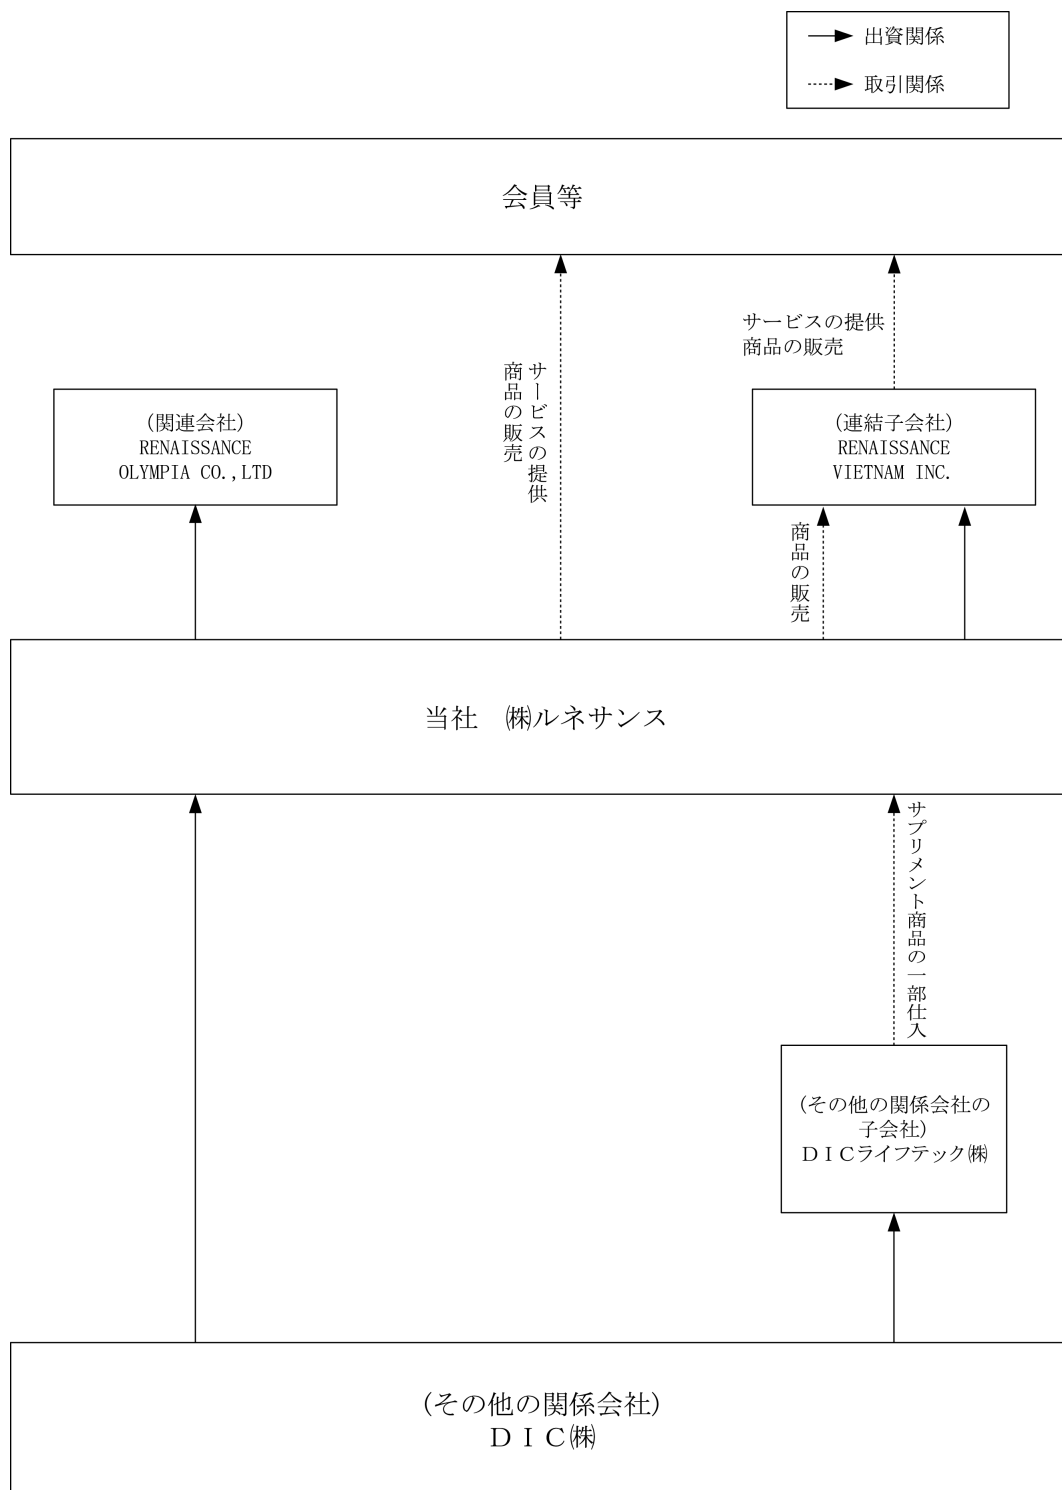 出資関係
取引関係
会員等
サービスの提供
商品の販売
サービスの提供
商品の販売
(関連会社)
RENAISSANCE
OLYMPIA CO.,LTD
(連結子会社)
RENAISSANCE
VIETNAM INC.
商品の販売
当社　㈱ルネサンス
サプリメント商品の一部仕入
(その他の関係会社の
子会社)
ＤＩＣライフテック㈱
(その他の関係会社)
ＤＩＣ㈱